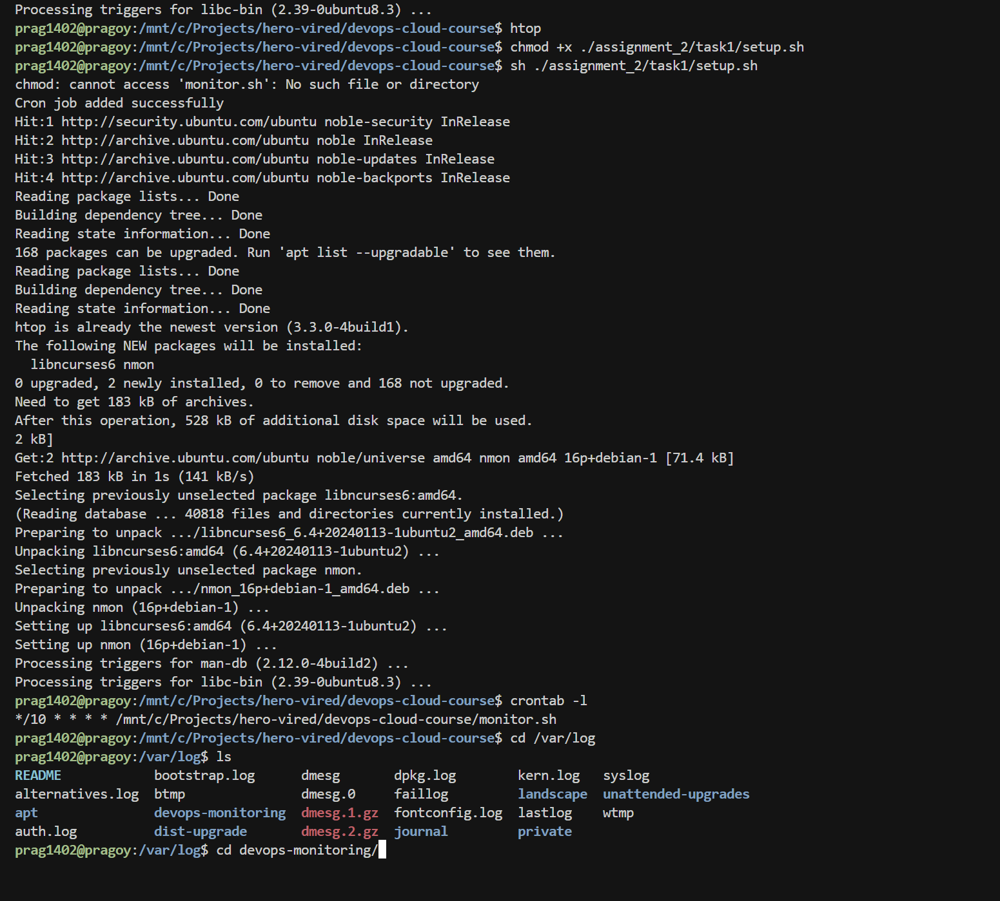 Processing triggers for libc-bin (2.39-0ubuntu8.3) ...
prag1402@pragoy:/mnt/c/Projects/hero-vired/devops-cloud-course$ htop
prag1402@pragoy:/mnt/c/Projects/hero-vired/devops-cloud-course$ chmod +x ./assignment_2/task1/setup.sh
prag1402@pragoy:/mnt/c/Projects/hero-vired/devops-cloud-course$ sh ./assignment_2/task1/setup.sh
chmod: cannot access 'monitor.sh': No such file or directory
Cron job added successfully
Hit:1 http://security.ubuntu.com/ubuntu noble-security InRelease
Hit:2 http://archive.ubuntu.com/ubuntu noble InRelease
Hit:3 http://archive.ubuntu.com/ubuntu noble-updates InRelease
Hit:4 http://archive.ubuntu.com/ubuntu noble-backports InRelease
Reading package lists... Done
Building dependency tree... Done
Reading state information... Done
168 packages can be upgraded. Run 'apt list --upgradable' to see them.
Reading package lists... Done
Building dependency tree... Done
Reading state information... Done
htop is already the newest version (3.3.0-4build1).
The following NEW packages will be installed:
  libncurses6 nmon
0 upgraded, 2 newly installed, 0 to remove and 168 not upgraded.
Need to get 183 kB of archives.
After this operation, 528 kB of additional disk space will be used.
2 kB]
Get:2 http://archive.ubuntu.com/ubuntu noble/universe amd64 nmon amd64 16p+debian-1 [71.4 kB]
Fetched 183 kB in 1s (141 kB/s)
Selecting previously unselected package libncurses6:amd64.
(Reading database ... 40818 files and directories currently installed.)
Preparing to unpack .../libncurses6_6.4+20240113-1ubuntu2_amd64.deb ...
Unpacking libncurses6:amd64 (6.4+20240113-1ubuntu2) ...
Selecting previously unselected package nmon.
Preparing to unpack .../nmon_16p+debian-1_amd64.deb ...
Unpacking nmon (16p+debian-1) ...
Setting up libncurses6:amd64 (6.4+20240113-1ubuntu2) ...
Setting up nmon (16p+debian-1) ...
Processing triggers for man-db (2.12.0-4build2) ...
Processing triggers for libc-bin (2.39-0ubuntu8.3) ...
prag1402@pragoy:/mnt/c/Projects/hero-vired/devops-cloud-course$ crontab -l
*/10 * * * * /mnt/c/Projects/hero-vired/devops-cloud-course/monitor.sh
prag1402@pragoy:/mnt/c/Projects/hero-vired/devops-cloud-course$ cd /var/log
prag1402@pragoy:/var/log$ ls
README            bootstrap.log      dmesg       dpkg.log        kern.log   syslog
alternatives.log  btmp               dmesg.0     faillog         landscape  unattended-upgrades
apt               devops-monitoring  dmesg.1.gz  fontconfig.log  lastlog    wtmp
auth.log          dist-upgrade       dmesg.2.gz  journal         private
prag1402@pragoy:/var/log$ cd devops-monitoring/